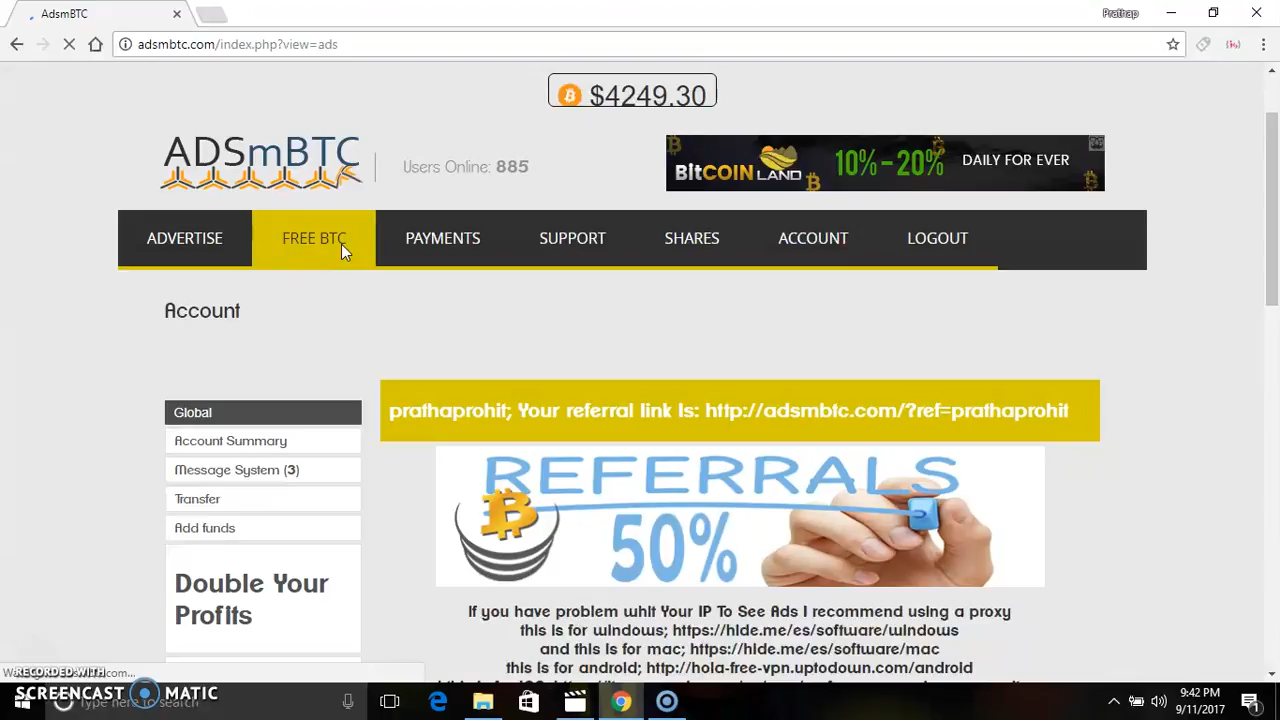 AdsmBTC
Prathap
adsmbtc.com/index.php?view=ads
$4249.30
ADSmBTC
Users Online: 885
BitCOIN LAND 10%-20% DAILY FOR EVER
ADVERTISE FREE BTC PAYMENTS SUPPORT SHARES ACCOUNT LOGOUT
Account
prathaprohit; Your referral link Is: http://adsmbtc.com/?ref=prathaprohit
Global
Account Summary
Message System (3)
Transfer
Add funds
REFERRALS
50%
Double Your
Profits
If you have problem whit Your IP To See Ads I recommend using a proxy
this is for windows; https://hide.me/es/software/windows
and this is for mac; https://hide.me/es/software/mac
this is for android; http://hola-free-vpn.uptodown.com/android
RECORDED WITH
SCREENCAST MATIC
Type here to search
9:42 PM
9/11/2017